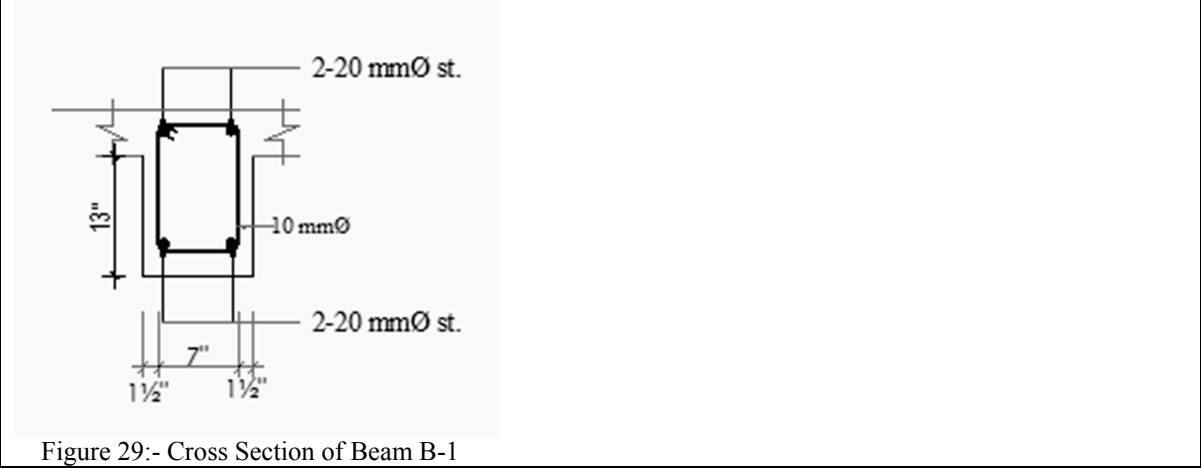 2-20 mmØ st.
13"
10 mmØ
2-20 mmØ st.
7"
1½" 1½"
Figure 29:- Cross Section of Beam B-1